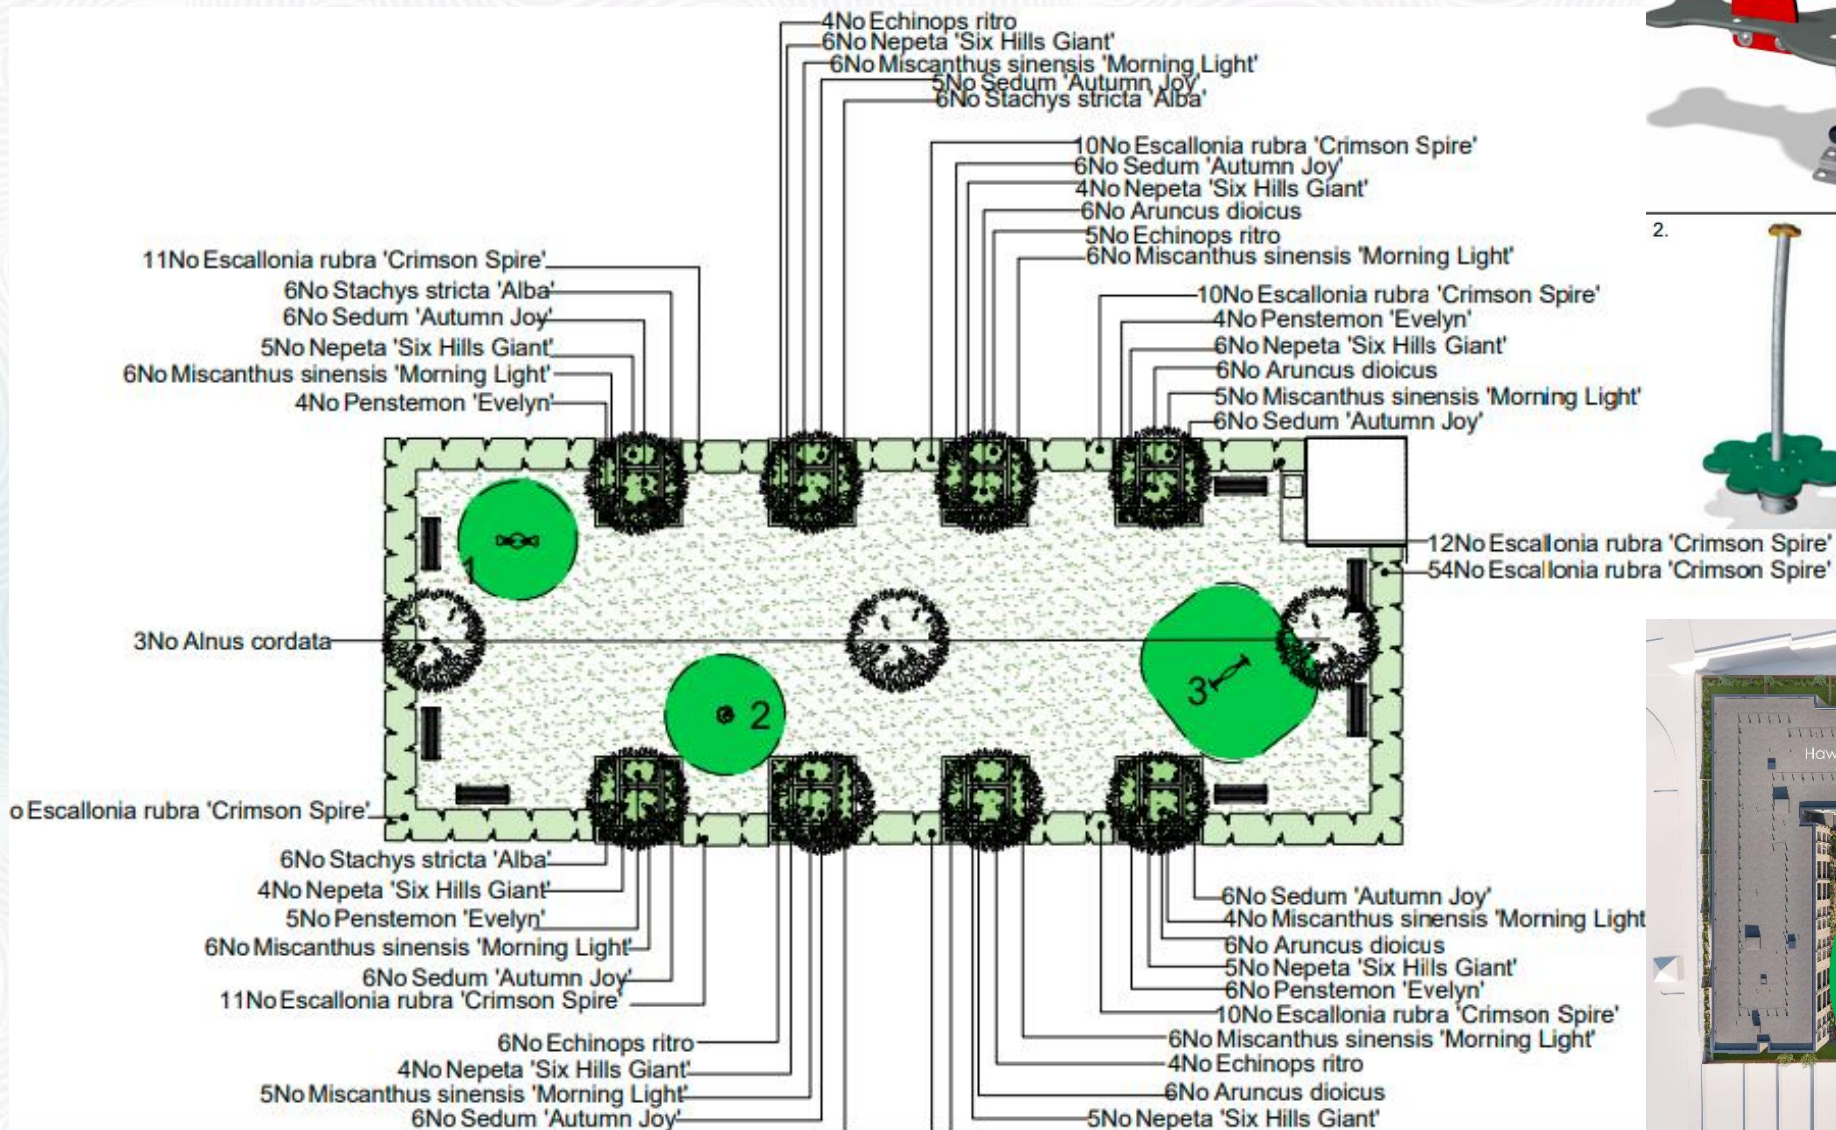 4No Echinops ritro
6No Nepeta 'Six Hills Giant'
6No Miscanthus sinensis 'Morning Light'
5No Sedum 'Autumn Joy'
6No Stachys stricta 'Alba'
10No Escallonia rubra 'Crimson Spire'
6No Sedum 'Autumn Joy'
4No Nepeta 'Six Hills Giant'
6No Aruncus dioicus
5No Echinops ritro
6No Miscanthus sinensis 'Morning Light'
2.
11No Escallonia rubra 'Crimson Spire'
6No Stachys stricta 'Alba'
6No Sedum 'Autumn Joy'
5No Nepeta 'Six Hills Giant'
6No Miscanthus sinensis 'Morning Light'
4No Penstemon 'Evelyn'
10No Escallonia rubra 'Crimson Spire'
4No Penstemon 'Evelyn'
6No Nepeta 'Six Hills Giant'
6No Aruncus dioicus
5No Miscanthus sinensis 'Morning Light'
6No Sedum 'Autumn Joy'
12No Escallonia rubra 'Crimson Spire'
54No Escallonia rubra 'Crimson Spire'
1
3No Alnus cordata
2
3
Haw
o Escallonia rubra 'Crimson Spire'
6No Stachys stricta 'Alba'
4No Nepeta 'Six Hills Giant'
5No Penstemon 'Evelyn'
6No Miscanthus sinensis 'Morning Light'
6No Sedum 'Autumn Joy'
11No Escallonia rubra 'Crimson Spire'
6No Echinops ritro
4No Nepeta 'Six Hills Giant'
5No Miscanthus sinensis 'Morning Light'
6No Sedum 'Autumn Joy'
6No Sedum 'Autumn Joy'
4No Miscanthus sinensis 'Morning Light
6No Aruncus dioicus
5No Nepeta 'Six Hills Giant'
6No Penstemon 'Evelyn'
10No Escallonia rubra 'Crimson Spire'
6No Miscanthus sinensis 'Morning Light'
4No Echinops ritro
6No Aruncus dioicus
5No Nepeta 'Six Hills Giant'